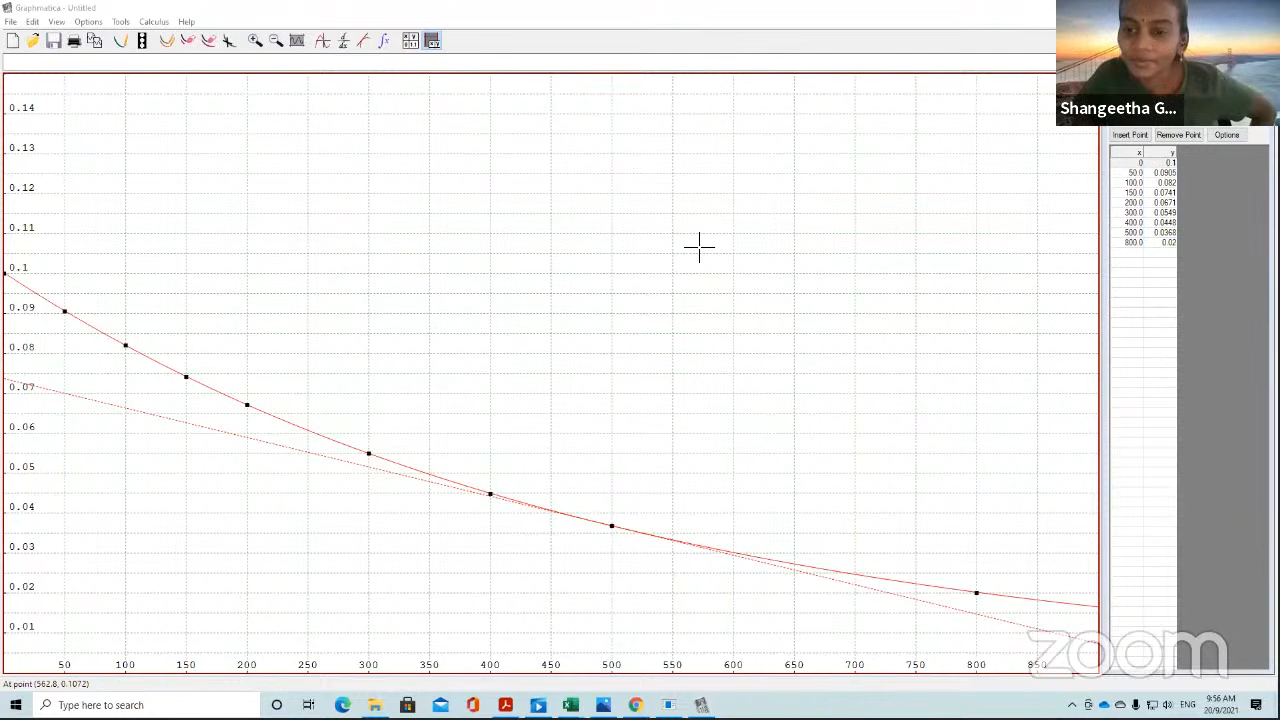 Graphmatica - Untitled
File Edit View Options Tools Calculus Help
Shangeetha G...
Insert Point Remove Point Options
x y
0 0.1
50.0 0.0905
100.0 0.082
150.0 0.0741
200.0 0.0671
300.0 0.0549
400.0 0.0448
500.0 0.0368
800.0 0.02
0.14
0.13
0.12
0.11
0.1
0.09
0.08
0.07
0.06
0.05
0.04
0.03
0.02
0.01
50 100 150 200 250 300 350 400 450 500 550 600 650 700 750 800
zoom
At point (562.8, 0.1072)
Type here to search
ENG
9:56 AM
20/9/2021